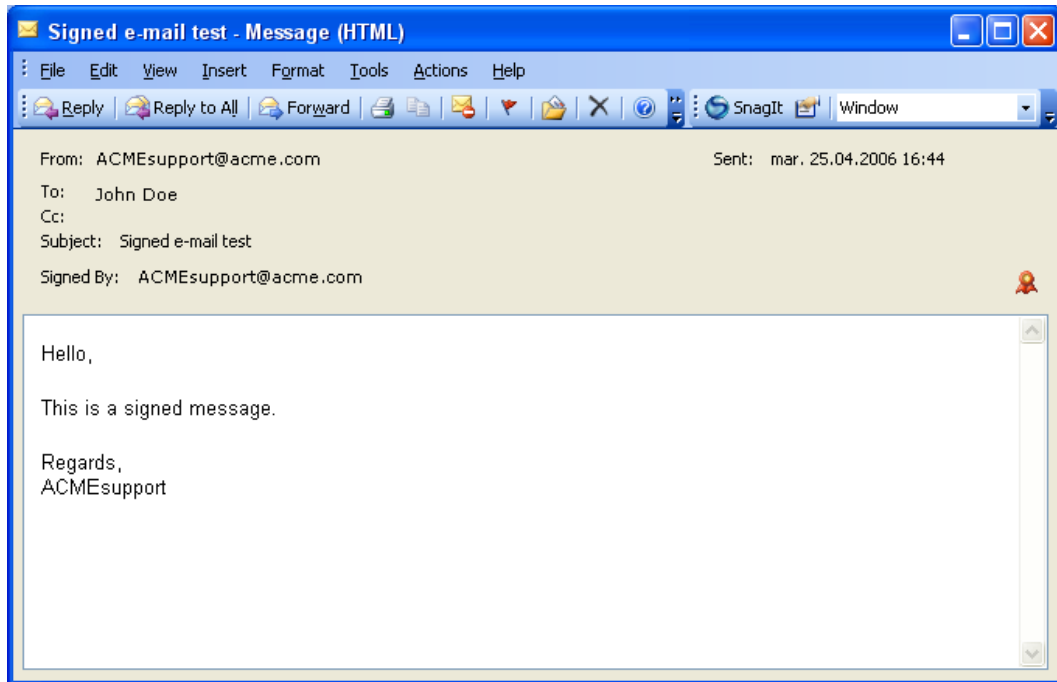 Signed e-mail test - Message (HTML)
File Edit View Insert Format Tools Actions Help
Reply Reply to All Forward SnagIt Window
From: ACMEsupport@acme.com Sent: mar. 25.04.2006 16:44
To: John Doe
Cc:
Subject: Signed e-mail test
Signed By: ACMEsupport@acme.com
Hello,
This is a signed message.
Regards,
ACMEsupport